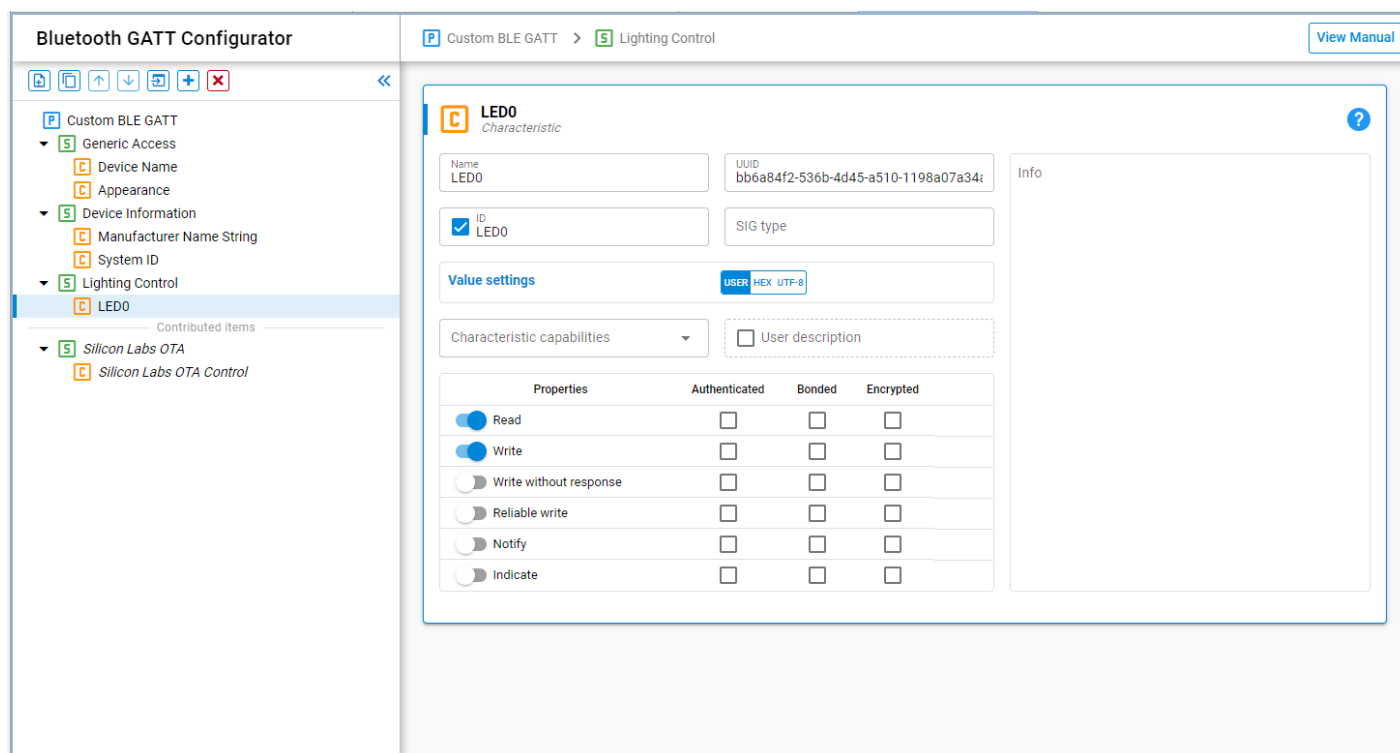 Bluetooth GATT Configurator
P Custom BLE GATT > S Lighting Control
View Manual
P Custom BLE GATT
S Generic Access
C Device Name
C Appearance
S Device Information
C Manufacturer Name String
C System ID
S Lighting Control
C LED0
Contributed items
S Silicon Labs OTA
C Silicon Labs OTA Control
C LED0
Characteristic
?
Name
LED0
UUID
bb6a84f2-536b-4d45-a510-1198a07a34
Info
ID
LED0
SIG type
Value settings
USER HEX UTF-8
Characteristic capabilities
User description
Properties Authenticated Bonded Encrypted
Read
Write
Write without response
Reliable write
Notify
Indicate